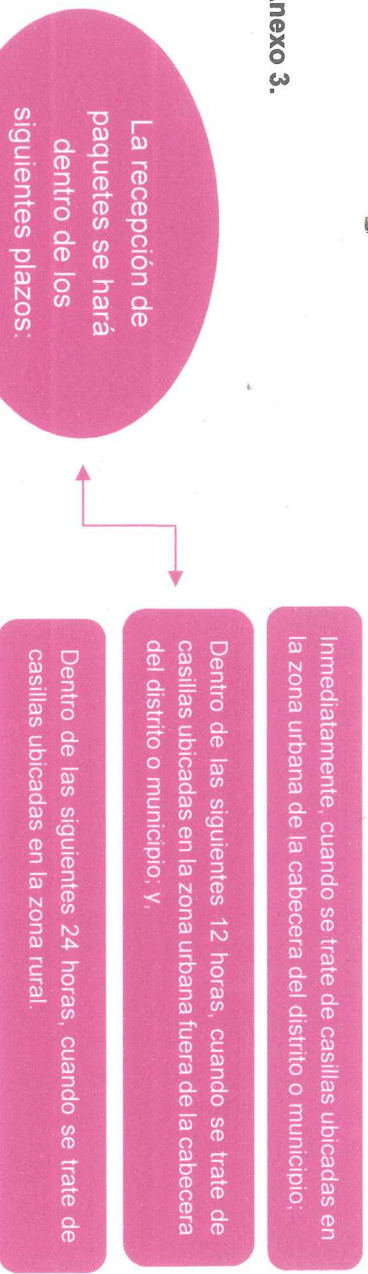 nexo 3.
La recepción de
paquetes se hará
dentro de los
siguientes plazos:
Inmediatamente, cuando se trate de casillas ubicadas en
la zona urbana de la cabecera del distrito o municipio;
Dentro de las siguientes 12 horas, cuando se trate de
casillas ubicadas en la zona urbana fuera de la cabecera
del distrito o municipio; y,
Dentro de las siguientes 24 horas, cuando se trate de
casillas ubicadas en la zona rural.